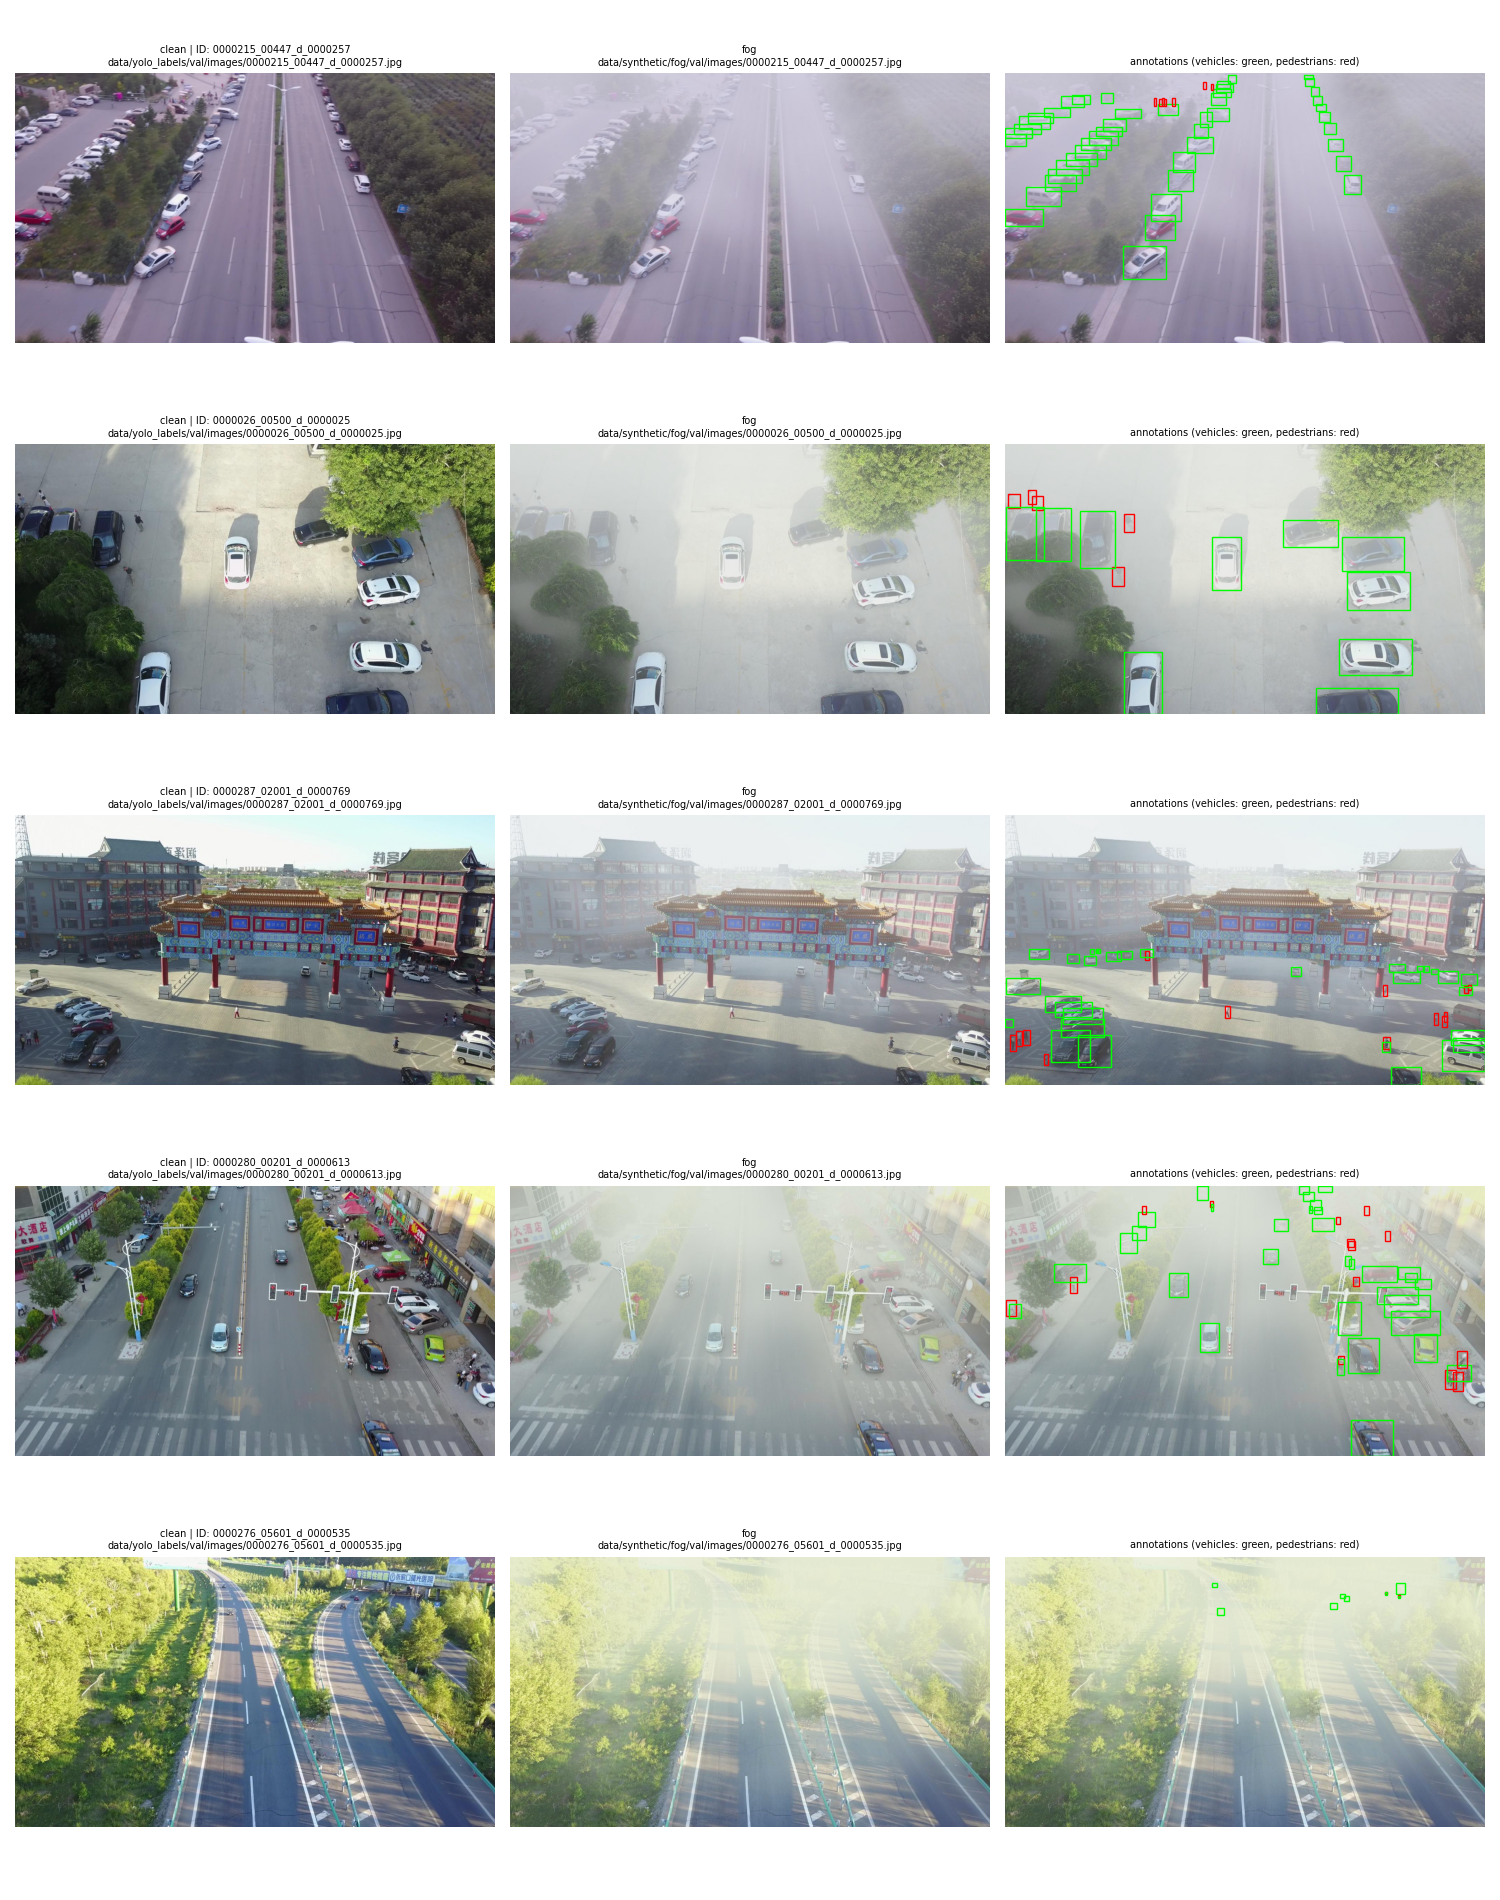 clean | ID: 0000215_00447_d_0000257
data/yolo_labels/val/images/0000215_00447_d_0000257.jpg
fog
data/synthetic/fog/val/images/0000215_00447_d_0000257.jpg
annotations (vehicles: green, pedestrians: red)
clean | ID: 0000026_00500_d_0000025
data/yolo_labels/val/images/0000026_00500_d_0000025.jpg
fog
data/synthetic/fog/val/images/0000026_00500_d_0000025.jpg
annotations (vehicles: green, pedestrians: red)
clean | ID: 0000287_02001_d_0000769
data/yolo_labels/val/images/0000287_02001_d_0000769.jpg
fog
data/synthetic/fog/val/images/0000287_02001_d_0000769.jpg
annotations (vehicles: green, pedestrians: red)
clean | ID: 0000280_00201_d_0000613
data/yolo_labels/val/images/0000280_00201_d_0000613.jpg
fog
data/synthetic/fog/val/images/0000280_00201_d_0000613.jpg
annotations (vehicles: green, pedestrians: red)
大酒店
clean | ID: 0000276_05601_d_0000535
data/yolo_labels/val/images/0000276_05601_d_0000535.jpg
fog
data/synthetic/fog/val/images/0000276_05601_d_0000535.jpg
annotations (vehicles: green, pedestrians: red)